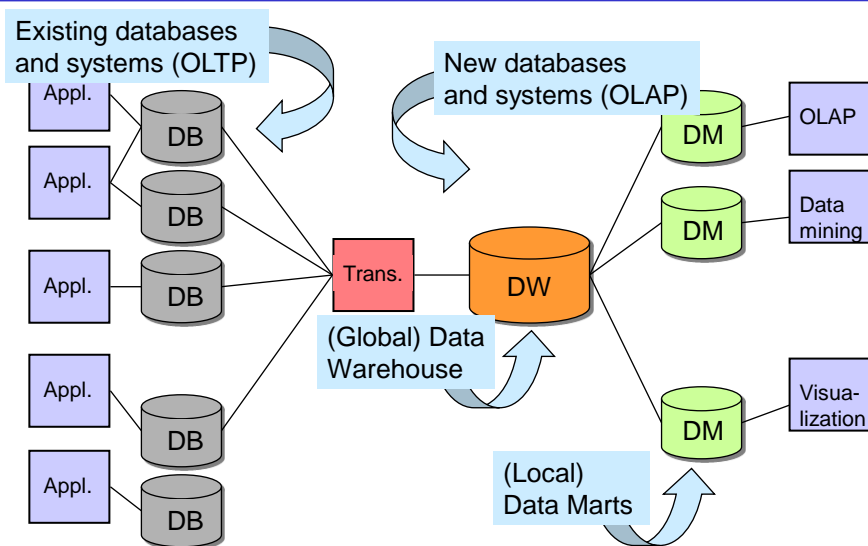 Existing databases
and systems (OLTP)
New databases
and systems (OLAP)
Appl.
DB
DM
OLAP
Appl.
DB
DM
Data
mining
Appl.
DB
Trans.
DW
(Global) Data
Warehouse
Appl.
DB
DM
Visua-
lization
Appl.
DB
(Local)
Data Marts